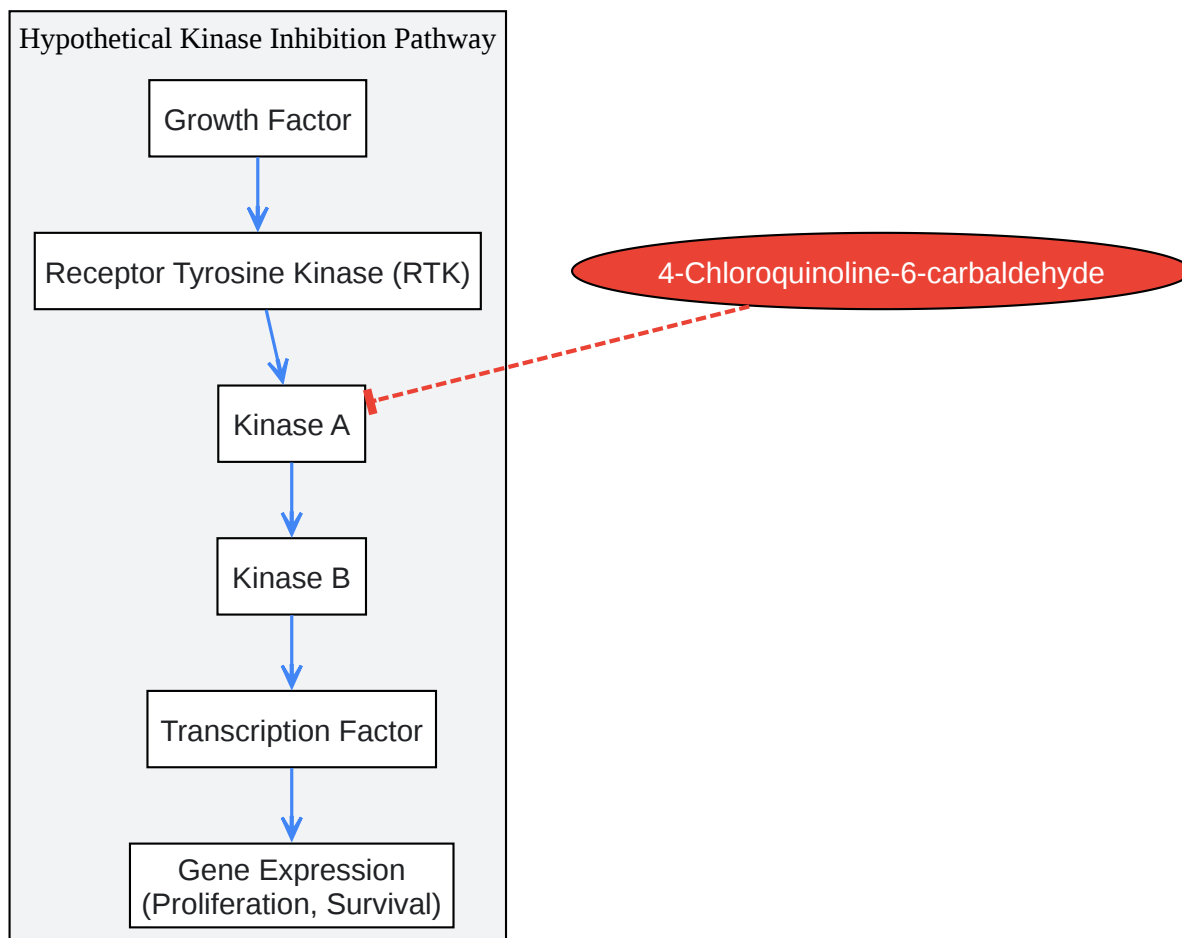 Hypothetical Kinase Inhibition Pathway
Growth Factor
Receptor Tyrosine Kinase (RTK)
4-Chloroquinoline-6-carbaldehyde
Kinase A
Kinase B
Transcription Factor
Gene Expression
(Proliferation, Survival)